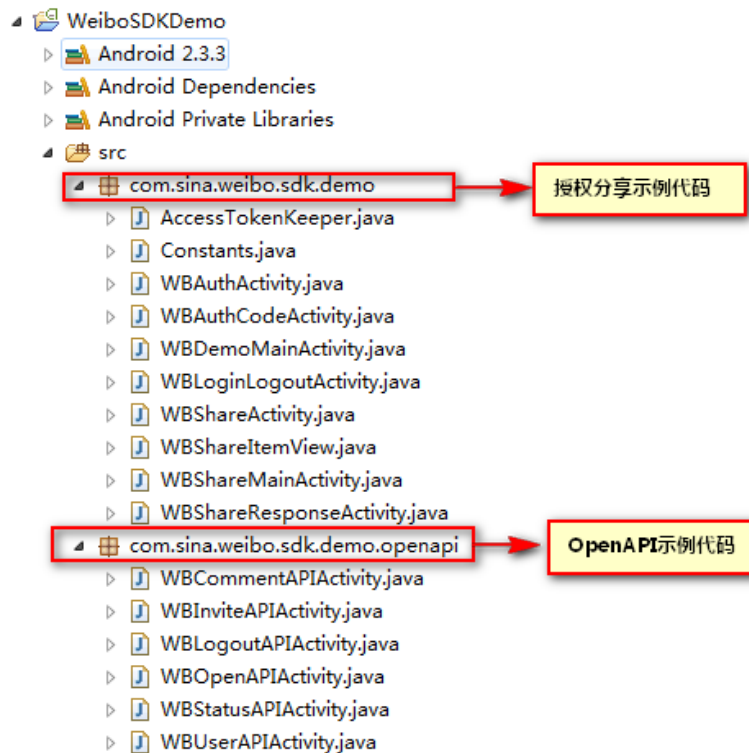 WeiboSDKDemo
Android 2.3.3
Android Dependencies
Android Private Libraries
src
com.sina.weibo.sdk.demo
授权分享示例代码
AccessTokenKeeper.java
Constants.java
WBAuthActivity.java
WBAuthCodeActivity.java
WBDemoMainActivity.java
WBLoginLogoutActivity.java
WBShareActivity.java
WBShareItemView.java
WBShareMainActivity.java
WBShareResponseActivity.java
com.sina.weibo.sdk.demo.openapi
OpenAPI示例代码
WBCommentAPIActivity.java
WBInviteAPIActivity.java
WBLogoutAPIActivity.java
WBOpenAPIActivity.java
WBStatusAPIActivity.java
WBUserAPIActivity.java